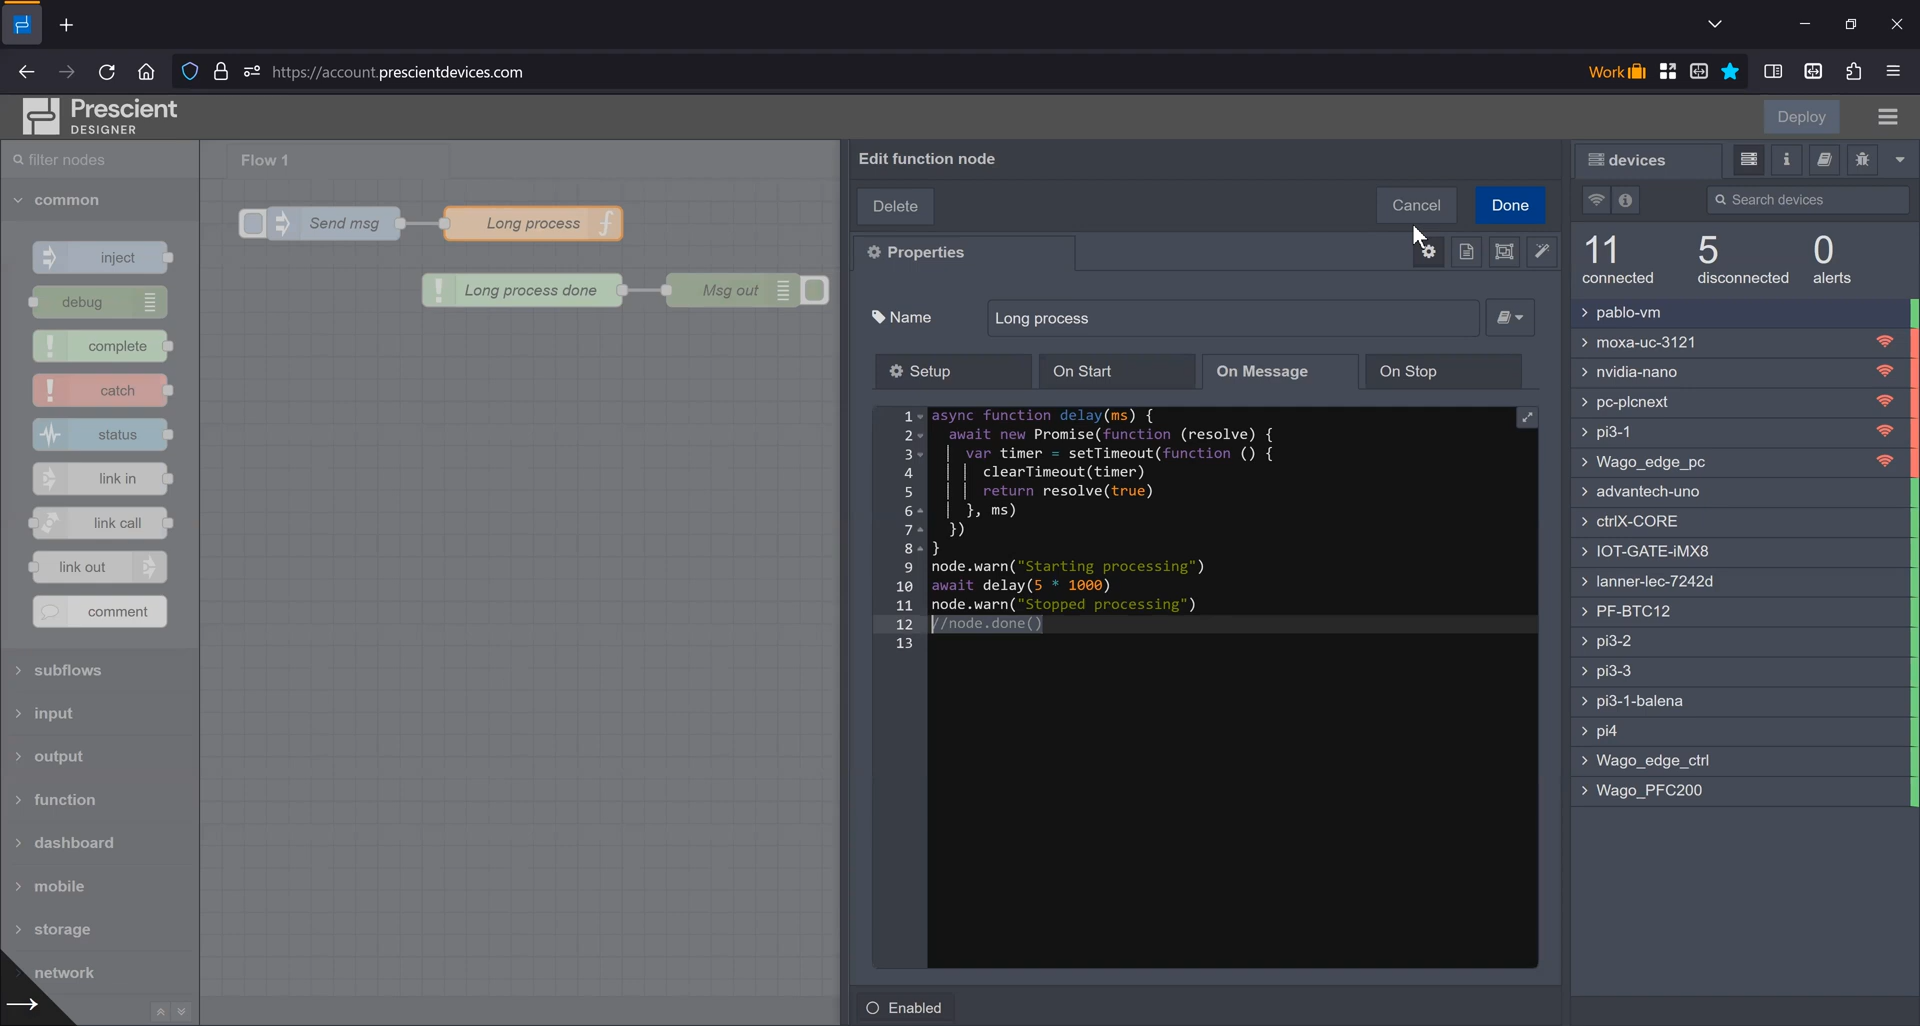 https://account.prescientdevices.com
Work
Prescient
DESIGNER
Deploy
filter nodes
common
inject
debug
complete
catch
status
link in
link call
link out
comment
subflows
input
output
function
dashboard
mobile
storage
network
Flow 1
Send msg
Long process
Long process done
Msg out
Edit function node
Delete
Cancel
Done
Properties
Name
Long process
Setup
On Start
On Message
On Stop
1 async function delay(ms) {
2 await new Promise(function (resolve) {
3 var timer = setTimeout(function () {
4 clearTimeout(timer)
5 return resolve(true)
6 }, ms)
7 })
8 }
9 node.warn("Starting processing")
10 await delay(5 * 1000)
11 node.warn("Stopped processing")
12 //node.done()
13
Enabled
devices
Search devices
11 5 0
connected disconnected alerts
pablo-vm
moxa-uc-3121
nvidia-nano
pc-plcnext
pi3-1
Wago_edge_pc
advantech-uno
ctrlX-CORE
IOT-GATE-iMX8
lanner-lec-7242d
PF-BTC12
pi3-2
pi3-3
pi3-1-balena
pi4
Wago_edge_ctrl
Wago_PFC200